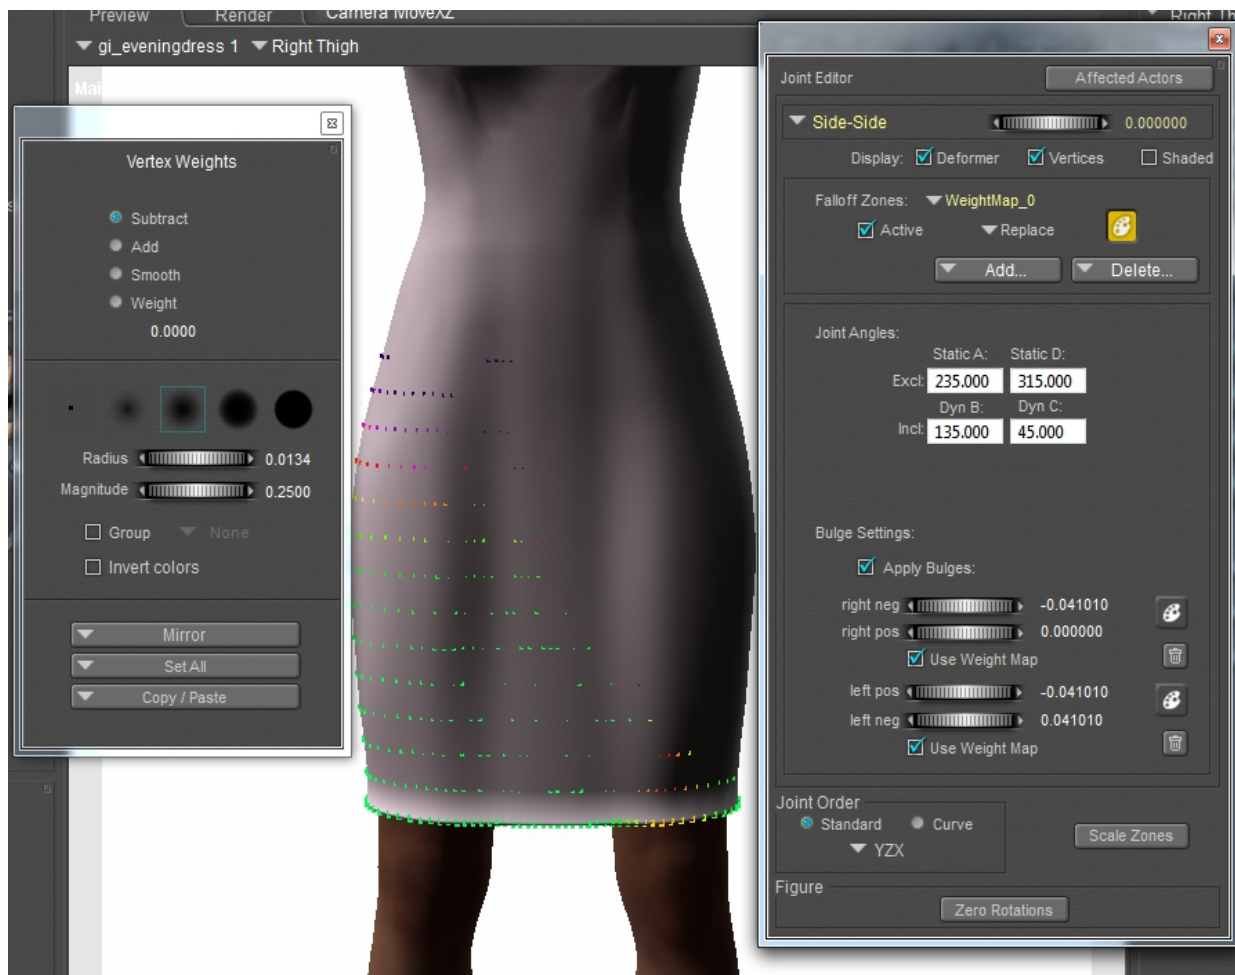 Preview Render Camera MoveXZ
gi_eveningdress 1 Right Thigh
Right Th
Mai
Vertex Weights
Subtract
Add
Smooth
Weight
0.0000
Radius 0.0134
Magnitude 0.2500
Group None
Invert colors
Mirror
Set All
Copy / Paste
Joint Editor Affected Actors
Side-Side 0.000000
Display: Deformer Vertices Shaded
Falloff Zones: WeightMap_0
Active Replace
Add... Delete...
Joint Angles:
Static A: Static D:
Excl: 235.000 315.000
Dyn B: Dyn C:
Incl: 135.000 45.000
Bulge Settings:
Apply Bulges:
right neg -0.041010
right pos 0.000000
Use Weight Map
left pos -0.041010
left neg 0.041010
Use Weight Map
Joint Order
Standard Curve
YZX
Scale Zones
Figure
Zero Rotations